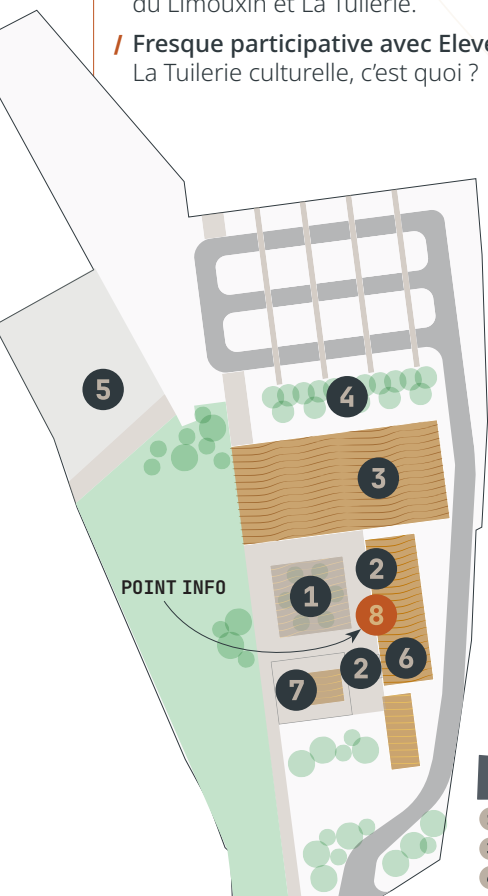 du Limouxin et La Tuilerie.
/ Fresque participative avec Eleve
La Tuilerie culturelle, c’est quoi ?
5
4
3
2
1
POINT INFO
8
2
6
7